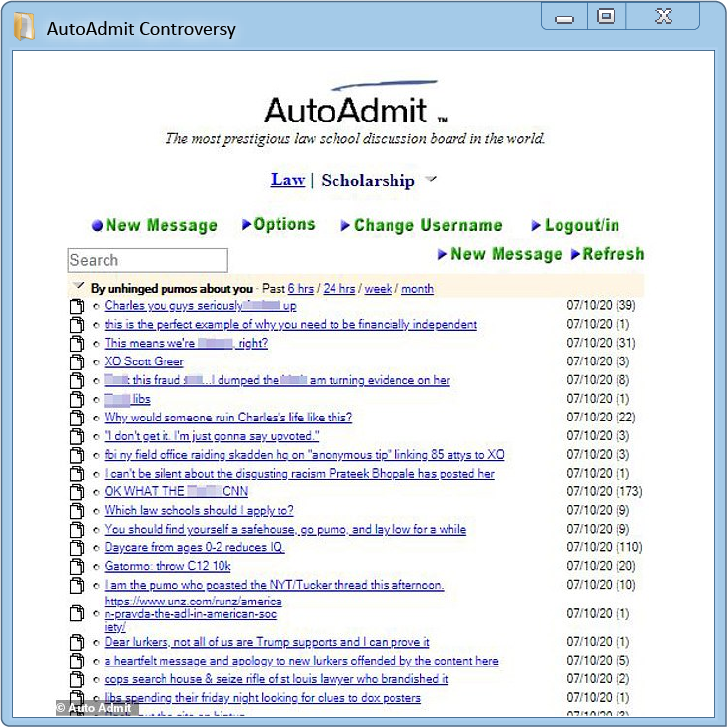 AutoAdmit Controversy
AutoAdmit ™
The most prestigious law school discussion board in the world.
Law | Scholarship
New Message Options Change Username Logout/in
Search New Message Refresh
By unhinged pumos about you - Past 6 hrs / 24 hrs / week / month
Charles you guys seriously up 07/10/20 (39)
this is the perfect example of why you need to be financially independent 07/10/20 (1)
This means we're , right? 07/10/20 (31)
XO Scott Greer 07/10/20 (3)
this fraud ...I dumped the am turning evidence on her 07/10/20 (8)
libs 07/10/20 (1)
Why would someone ruin Charles's life like this? 07/10/20 (22)
"I don't get it. I'm just gonna say upvoted." 07/10/20 (3)
fbi ny field office raiding skadden hq on "anonymous tip" linking 85 attys to XO 07/10/20 (3)
I can't be silent about the disgusting racism Prateek Bhopale has posted her 07/10/20 (1)
OK WHAT THE CNN 07/10/20 (173)
Which law schools should I apply to? 07/10/20 (9)
You should find yourself a safehouse, go pumo, and lay low for a while 07/10/20 (9)
Daycare from ages 0-2 reduces IQ. 07/10/20 (110)
Gatormo: throw C12 10k 07/10/20 (20)
I am the pumo who poasted the NYT/Tucker thread this afternoon. 07/10/20 (10)
https://www.unz.com/runz/america
n-pravda-the-adl-in-american-soc 07/10/20 (1)
iety/
Dear lurkers, not all of us are Trump supports and I can prove it 07/10/20 (1)
a heartfelt message and apology to new lurkers offended by the content here 07/10/20 (5)
cops search house & seize rifle of st louis lawyer who brandished it 07/10/20 (2)
libs spending their friday night looking for clues to dox posters 07/10/20 (1)
© Auto Admit